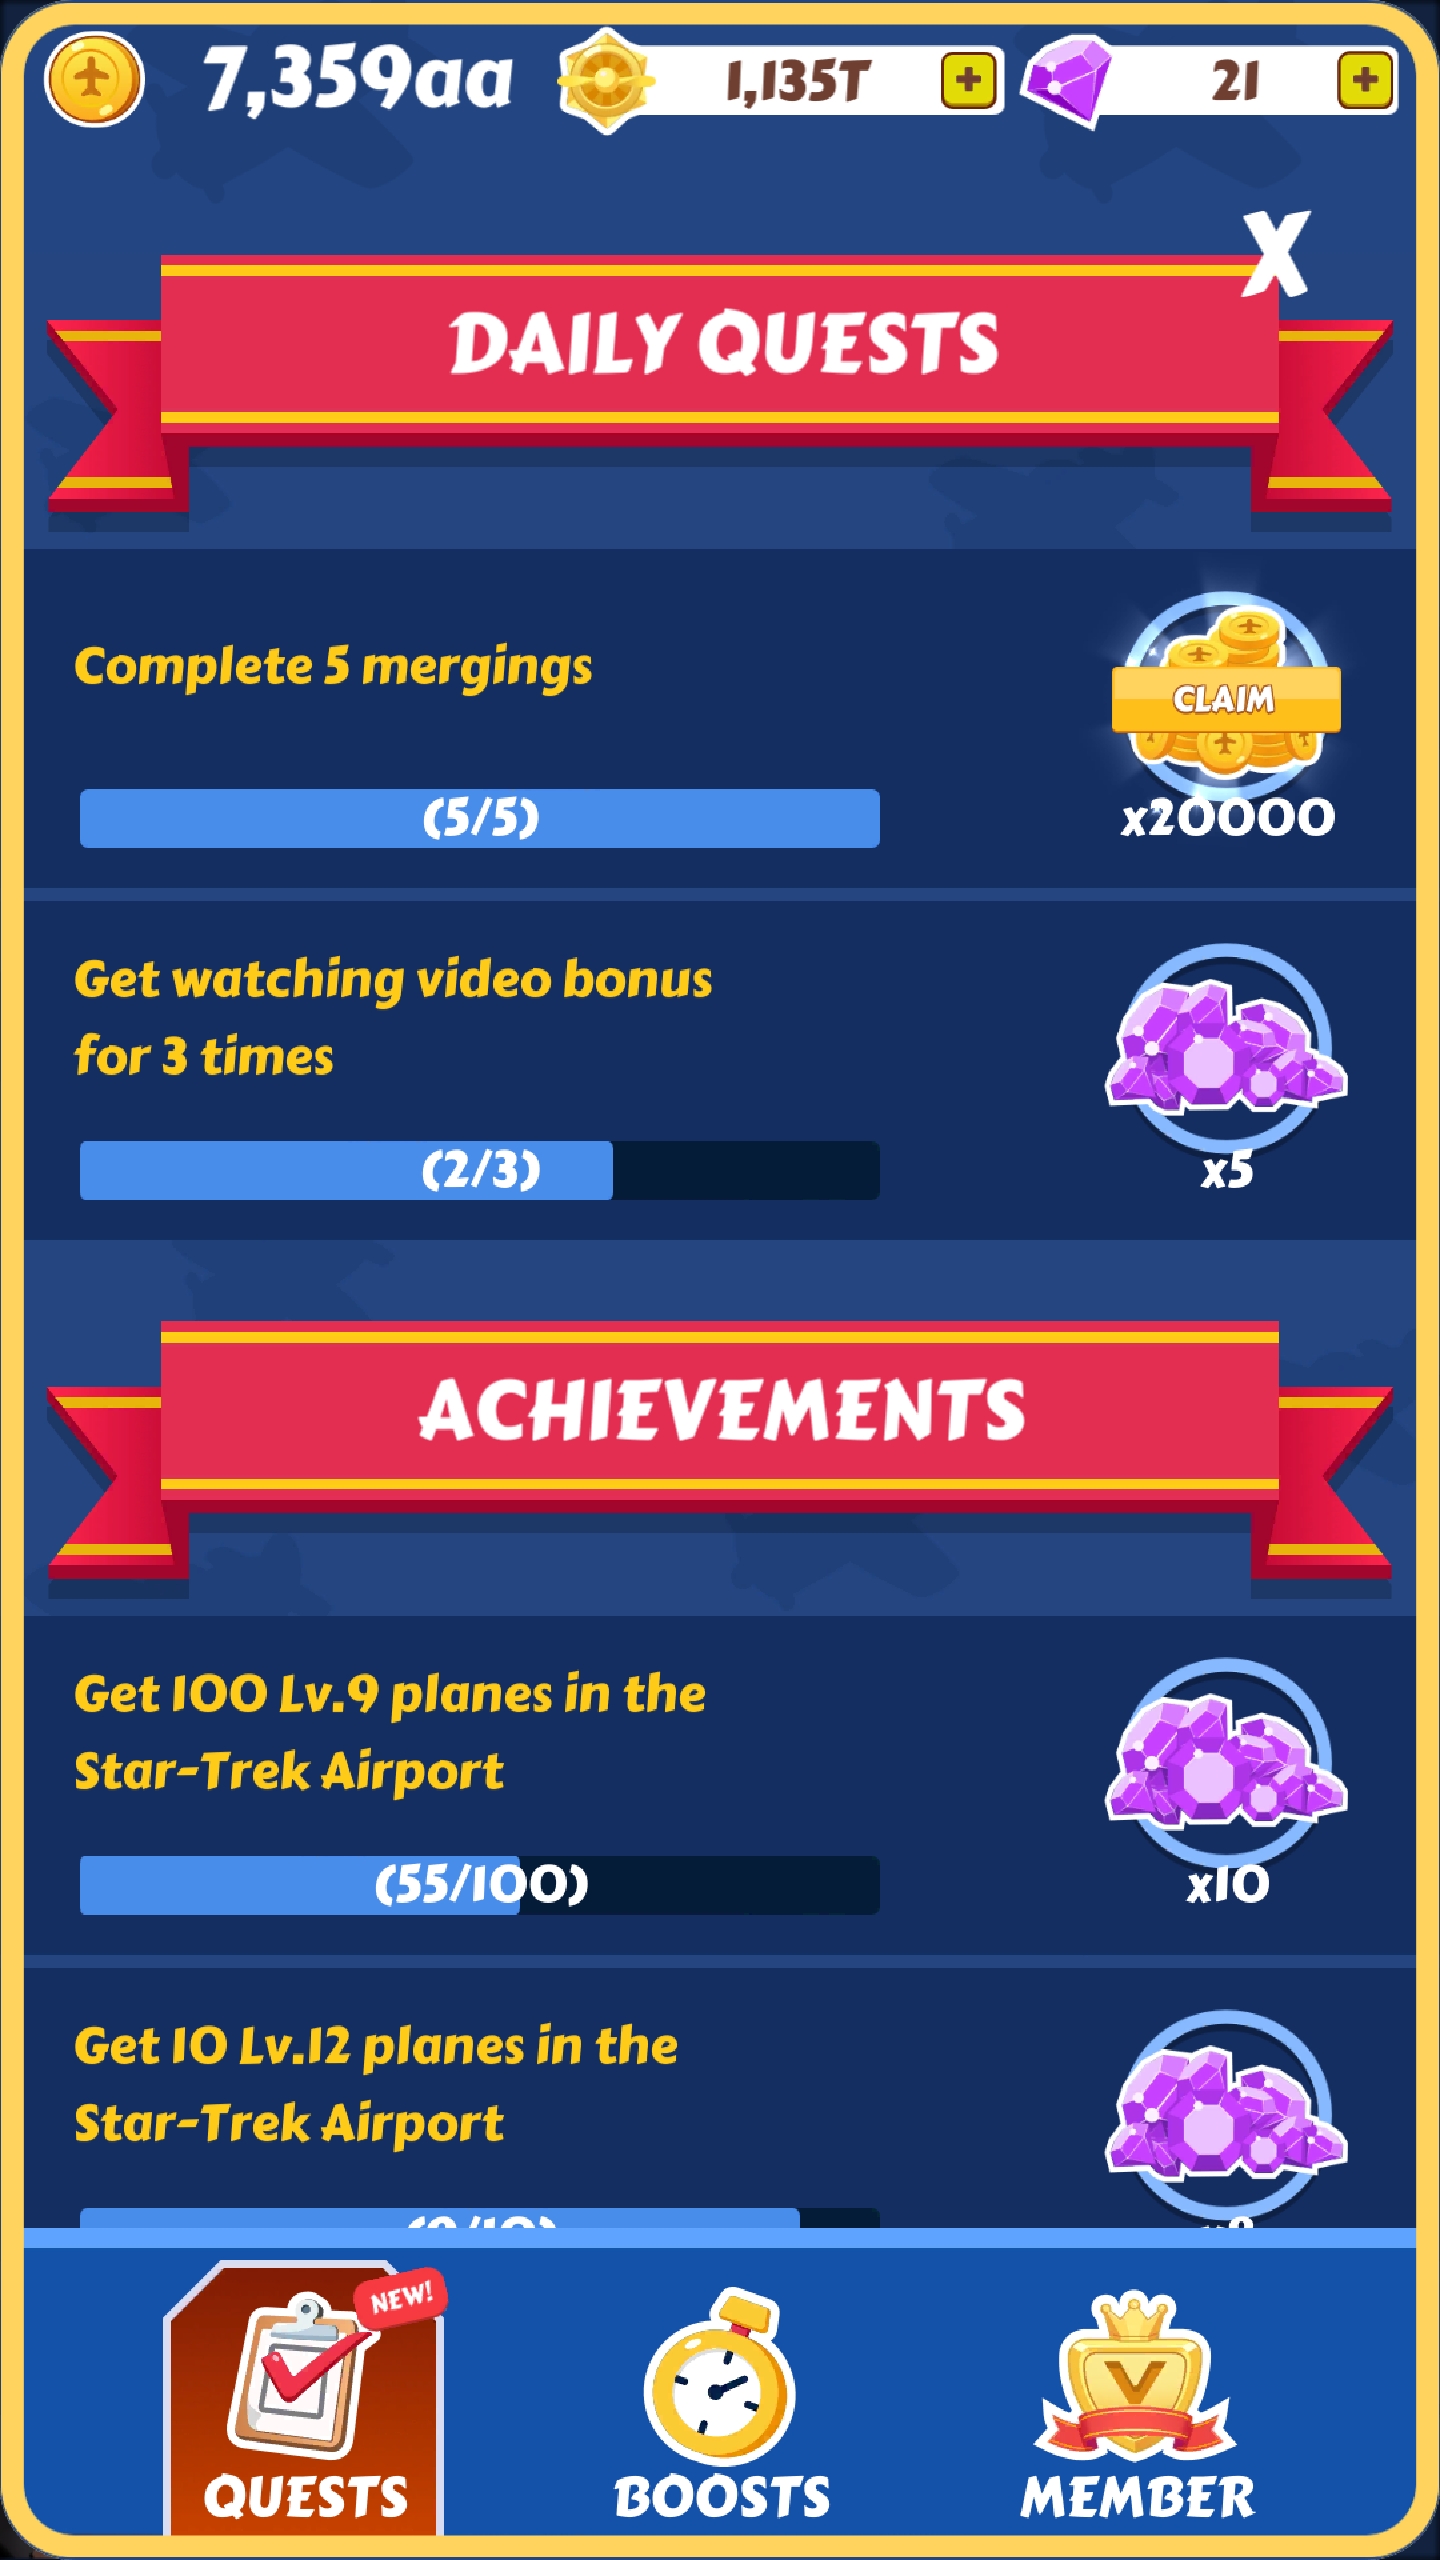 7,359aa
1,135T
21
X
DAILY QUESTS
Complete 5 mergings
CLAIM
(5/5)
x20000
Get watching video bonus
for 3 times
(2/3)
x5
ACHIEVEMENTS
Get 100 Lv.9 planes in the
Star-Trek Airport
(55/100)
x10
Get 10 Lv.12 planes in the
Star-Trek Airport
NEW!
V
QUESTS
BOOSTS
MEMBER